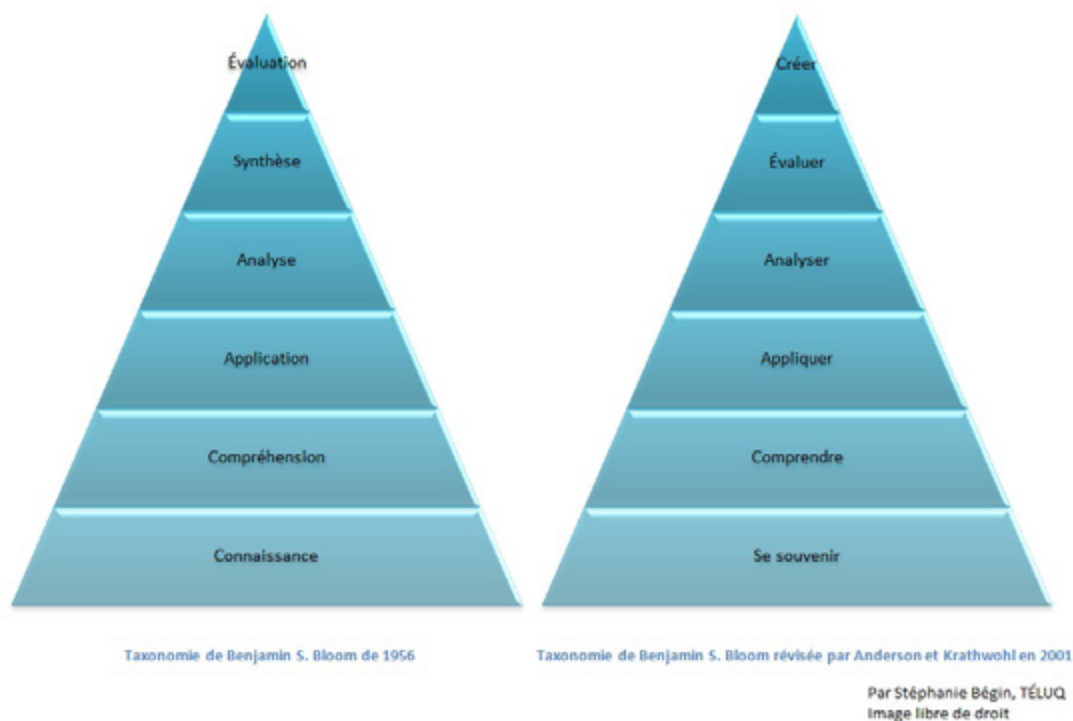 Évaluation
Synthèse
Analyse
Application
Compréhension
Connaissance
Taxonomie de Benjamin S. Bloom de 1956
Créer
Évaluer
Analyser
Appliquer
Comprendre
Se souvenir
Taxonomie de Benjamin S. Bloom révisée par Anderson et Krathwohl en 2001
Par Stéphanie Bégin, TÉLUQ
Image libre de droit